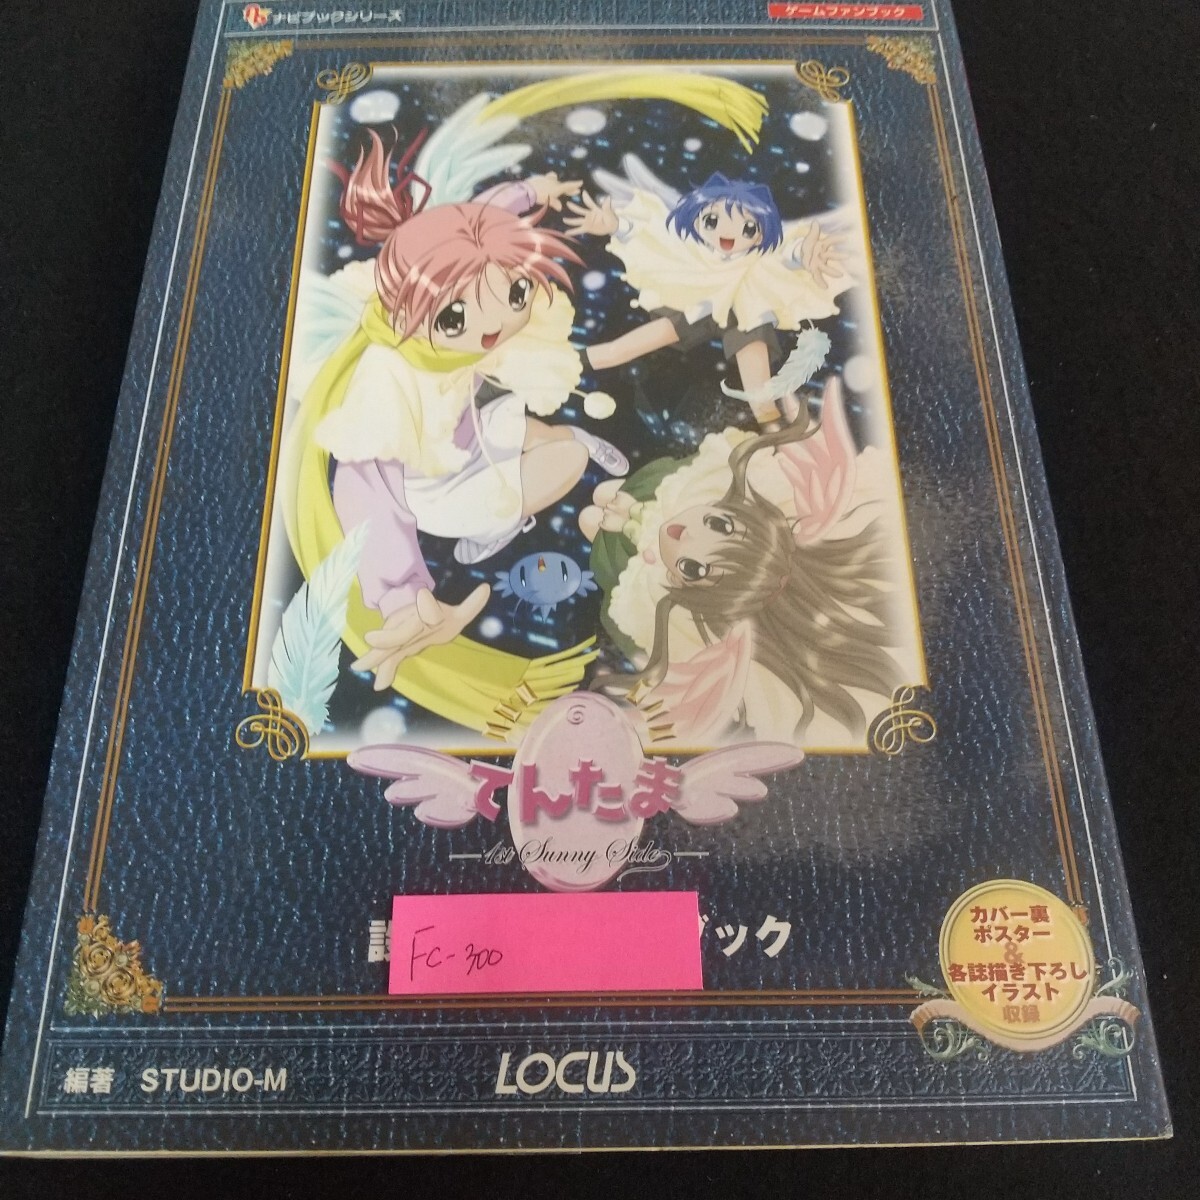 ナビブックシリーズ
ゲームファンブック
てんたま
1st Sunny Side
ブック
FC-300
カバー裏
ポスター
&
各誌描き下ろし
イラスト
収録
編著 STUDIO-M
LOCUS